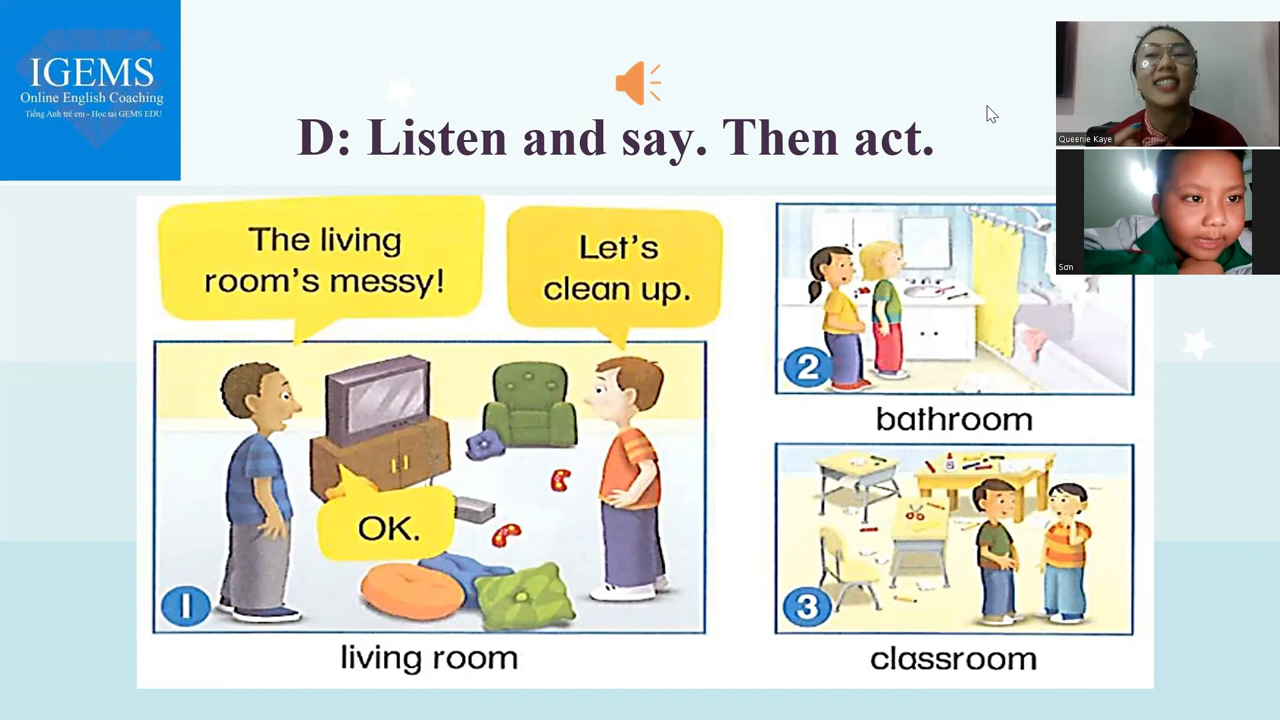 IGEMS
Online English Coaching
Tiếng Anh trẻ em - Học tại GEMS EDU
D: Listen and say. Then act.
Queenie Kaye
Sơn
The living
room's messy!
Let's
clean up.
OK.
1
living room
2
bathroom
3
classroom